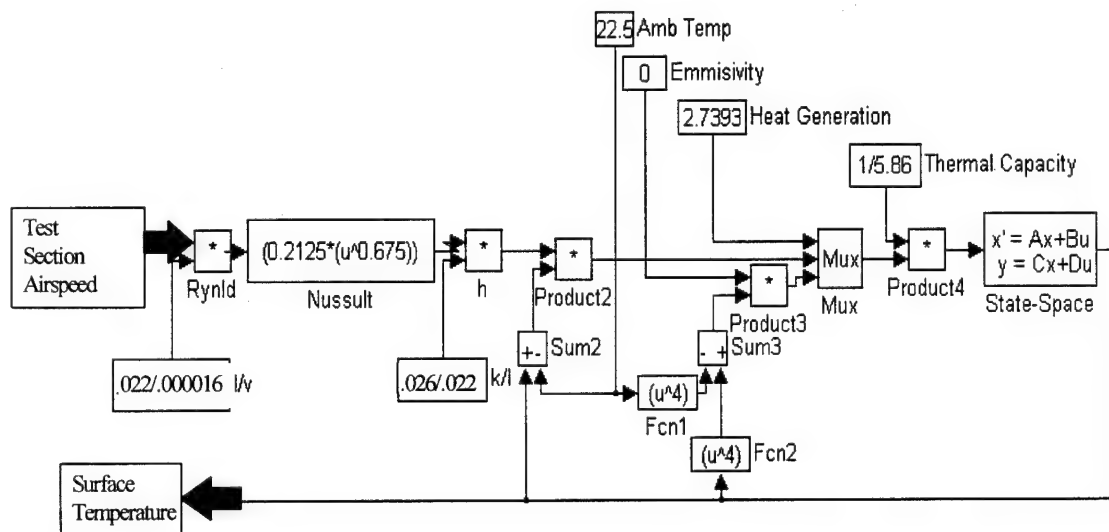 22.5 Amb Temp
0 Emmisivity
2.7393 Heat Generation
1/5.86 Thermal Capacity
Test
Section
Airspeed
*
Rynld
(0.2125*(u^0.675))
Nussult
*
h
*
Product2
*
Product3
Mux
Mux
*
Product4
x' = Ax+Bu
y = Cx+Du
State-Space
.022/.000016 l/v
.026/.022 k/l
+- Sum2
- + Sum3
(u^4)
Fcn1
(u^4) Fcn2
Surface
Temperature